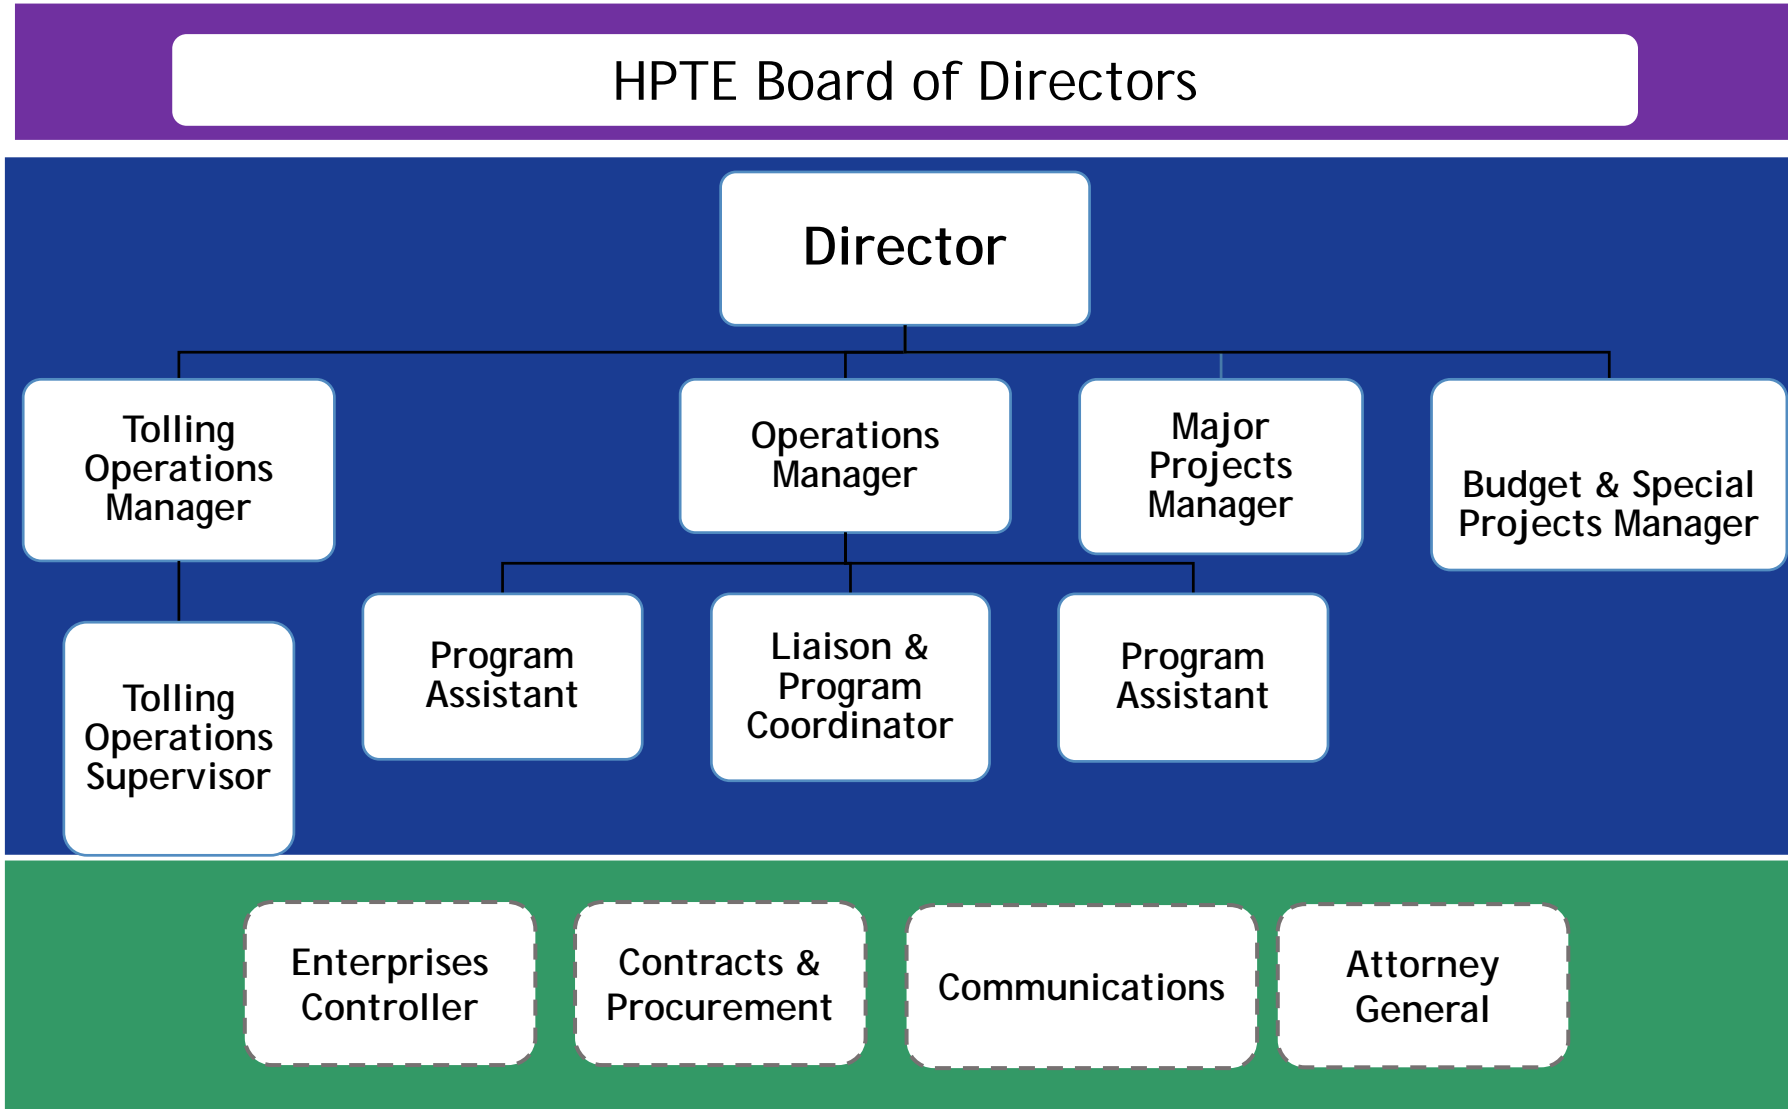 HPTE Board of Directors
Director
Tolling
Operations
Manager
Operations
Manager
Major
Projects
Manager
Budget & Special
Projects Manager
Tolling
Operations
Supervisor
Program
Assistant
Liaison &
Program
Coordinator
Program
Assistant
Enterprises
Controller
Contracts &
Procurement
Communications
Attorney
General